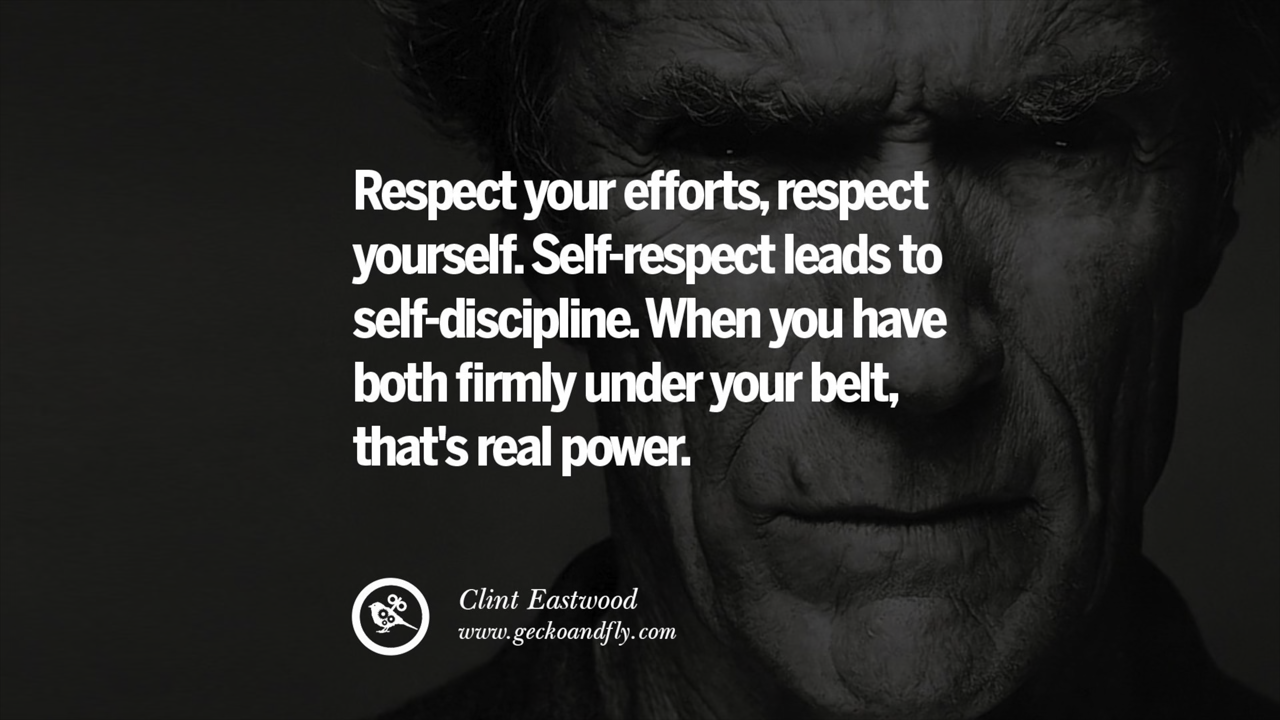 Respect your efforts, respect
yourself. Self-respect leads to
self-discipline. When you have
both firmly under your belt,
that's real power.
Clint Eastwood
www.geckoandfly.com